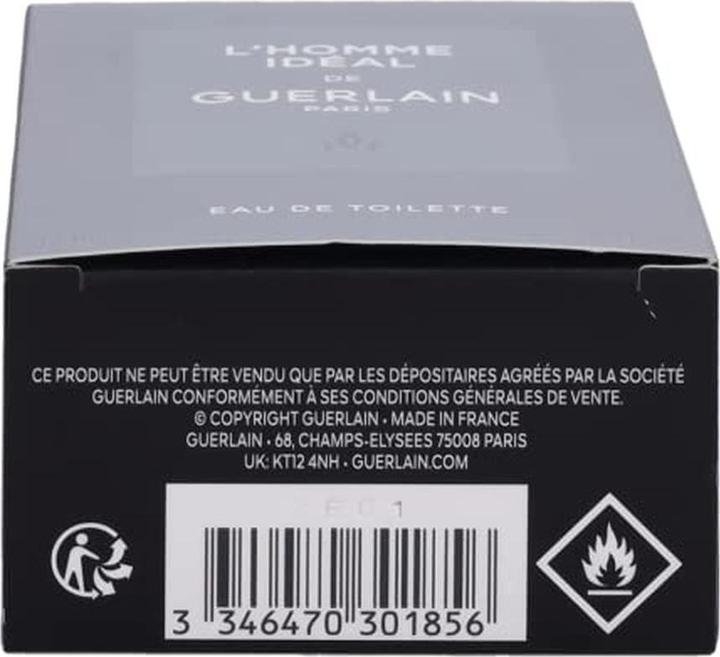 L'HOMME
IDÉAL
DE
GUERLAIN
PARIS
EAU DE TOILETTE
CE PRODUIT NE PEUT ÊTRE VENDU QUE PAR LES DÉPOSITAIRES AGRÉÉS PAR LA SOCIÉTÉ
GUERLAIN CONFORMÉMENT À SES CONDITIONS GÉNÉRALES DE VENTE.
© COPYRIGHT GUERLAIN • MADE IN FRANCE
GUERLAIN • 68, CHAMPS-ELYSEES 75008 PARIS
UK: KT12 4NH • GUERLAIN.COM
3 346470 301856